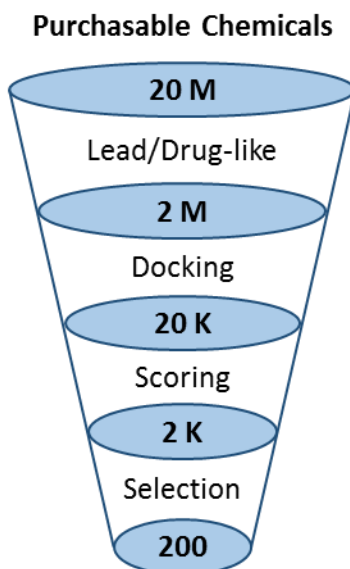 Purchasable Chemicals
20 M
Lead/Drug-like
2 M
Docking
20 K
Scoring
2 K
Selection
200